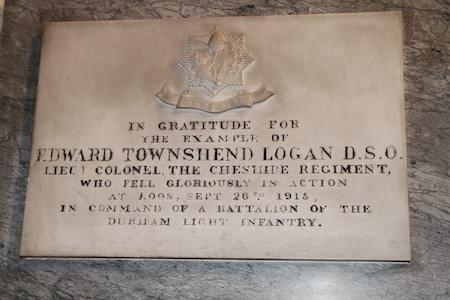 IN GRATITUDE FOR
THE EXAMPLE OF
EDWARD TOWNSHEND LOGAN D.S.O.
LIEUT COLONEL, THE CHESHIRE REGIMENT,
WHO FELL GLORIOUSLY IN ACTION
AT LOOS, SEPT 26TH 1915,
IN COMMAND OF A BATTALION OF THE
DURHAM LIGHT INFANTRY.